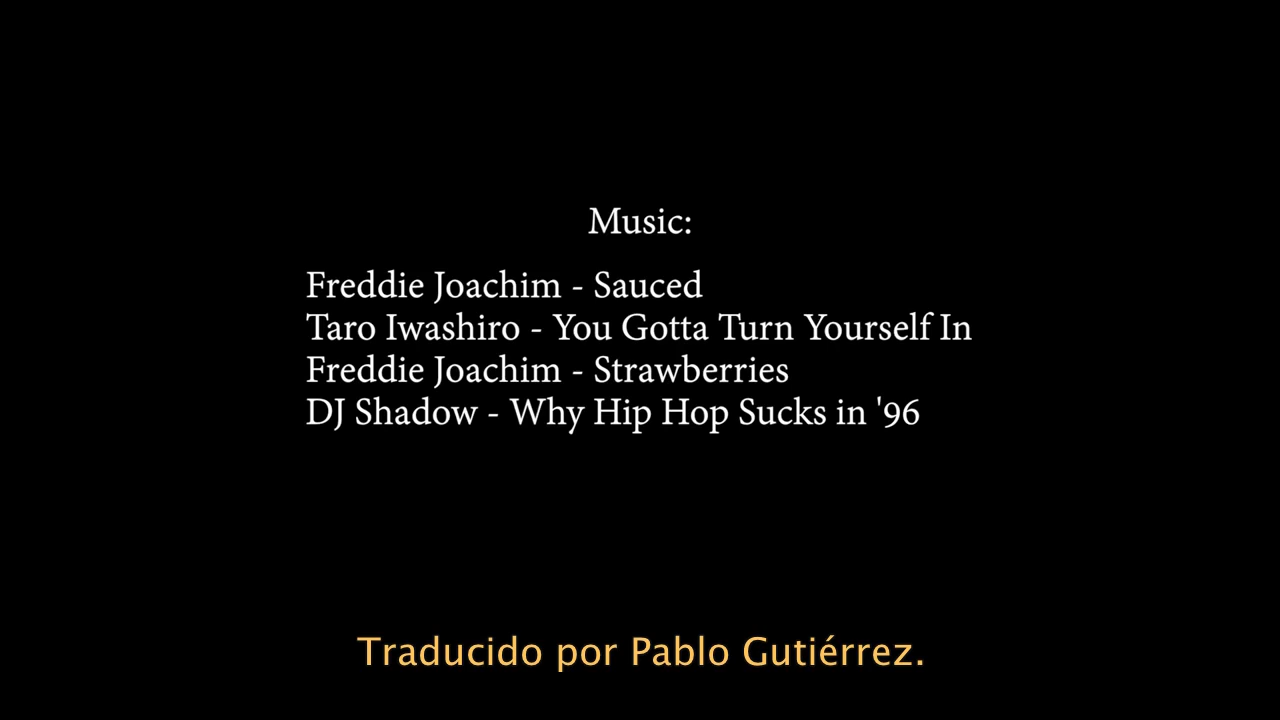 Music:
Freddie Joachim - Sauced
Taro Iwashiro - You Gotta Turn Yourself In
Freddie Joachim - Strawberries
DJ Shadow - Why Hip Hop Sucks in '96
Traducido por Pablo Gutiérrez.